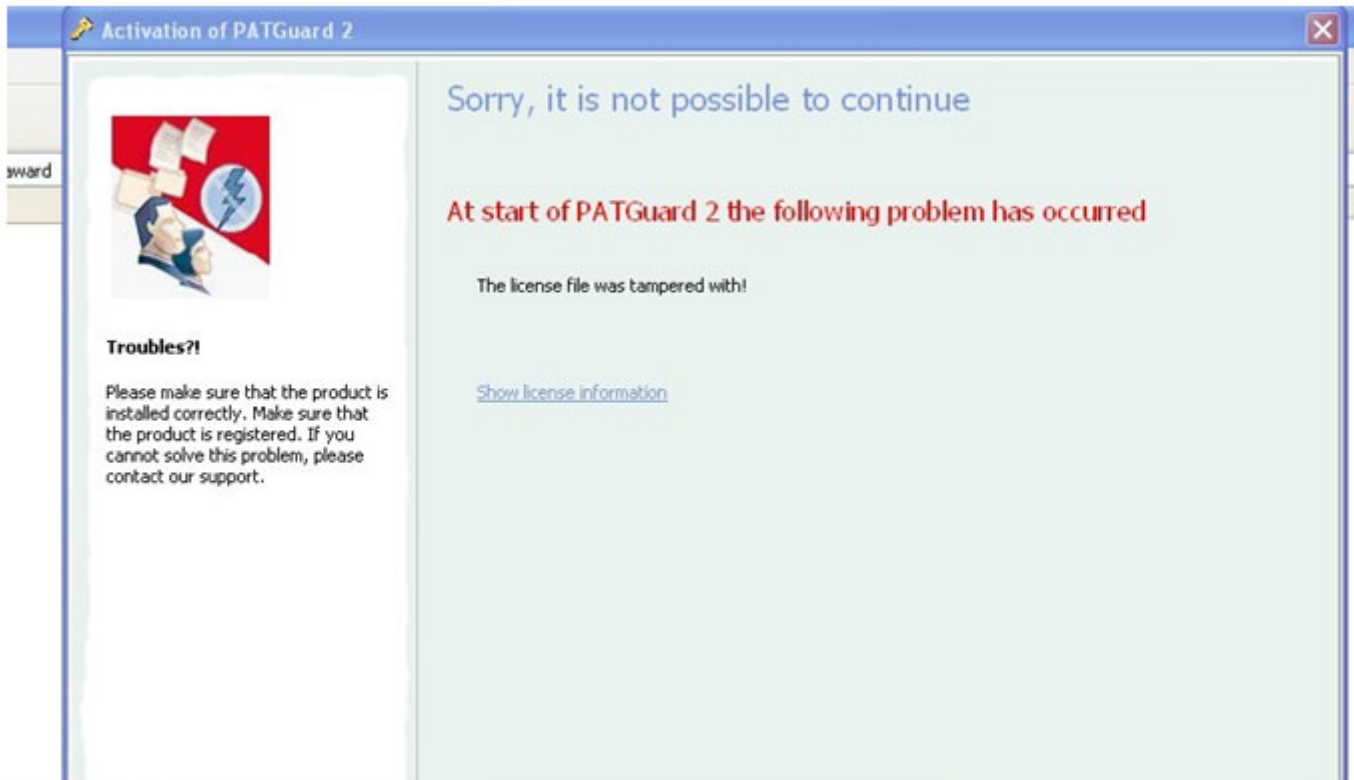 Activation of PATGuard 2
Sorry, it is not possible to continue
award
At start of PATGuard 2 the following problem has occurred
The license file was tampered with!
Troubles?!
Please make sure that the product is
installed correctly. Make sure that
the product is registered. If you
cannot solve this problem, please
contact our support.
Show license information